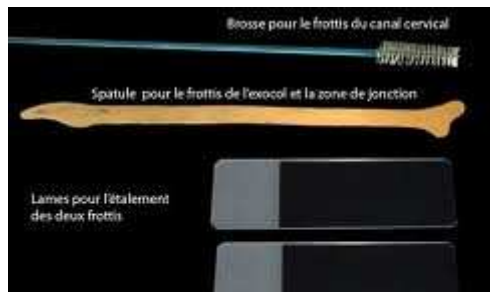 Brosse pour le frottis du canal cervical
Spatule pour le frottis de l'exocol et la zone de jonction
Lames pour l'étalement
des deux frottis